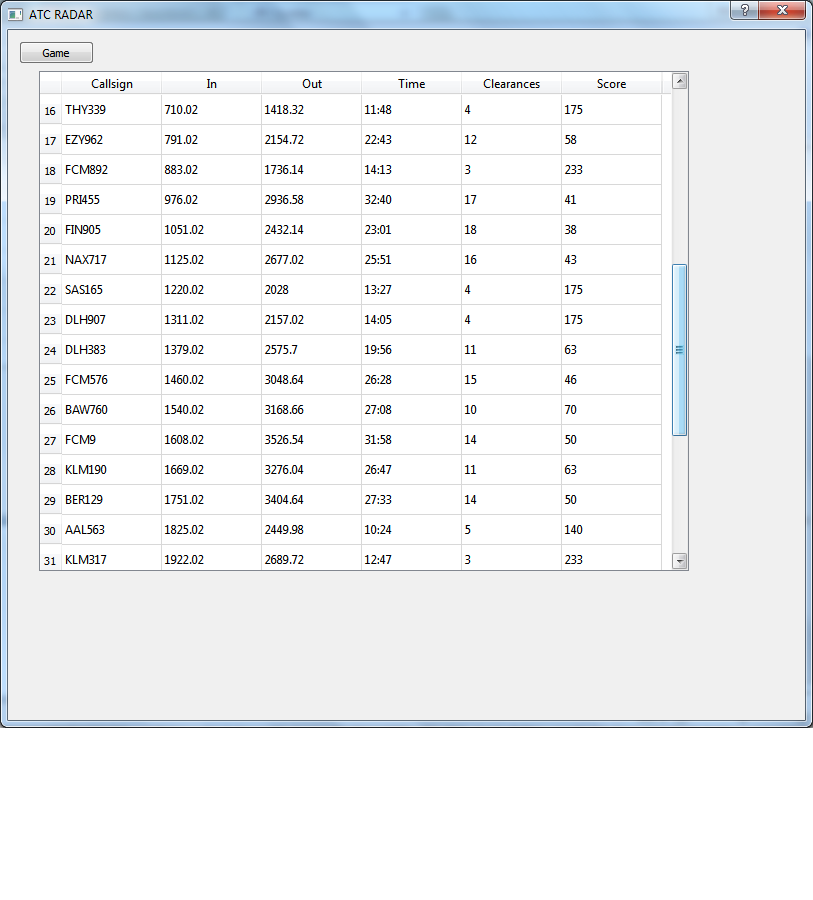 ATC RADAR
Game
Callsign In Out Time Clearances Score
16 THY339 710.02 1418.32 11:48 4 175
17 EZY962 791.02 2154.72 22:43 12 58
18 FCM892 883.02 1736.14 14:13 3 233
19 PRI455 976.02 2936.58 32:40 17 41
20 FIN905 1051.02 2432.14 23:01 18 38
21 NAX717 1125.02 2677.02 25:51 16 43
22 SAS165 1220.02 2028 13:27 4 175
23 DLH907 1311.02 2157.02 14:05 4 175
24 DLH383 1379.02 2575.7 19:56 11 63
25 FCM576 1460.02 3048.64 26:28 15 46
26 BAW760 1540.02 3168.66 27:08 10 70
27 FCM9 1608.02 3526.54 31:58 14 50
28 KLM190 1669.02 3276.04 26:47 11 63
29 BER129 1751.02 3404.64 27:33 14 50
30 AAL563 1825.02 2449.98 10:24 5 140
31 KLM317 1922.02 2689.72 12:47 3 233